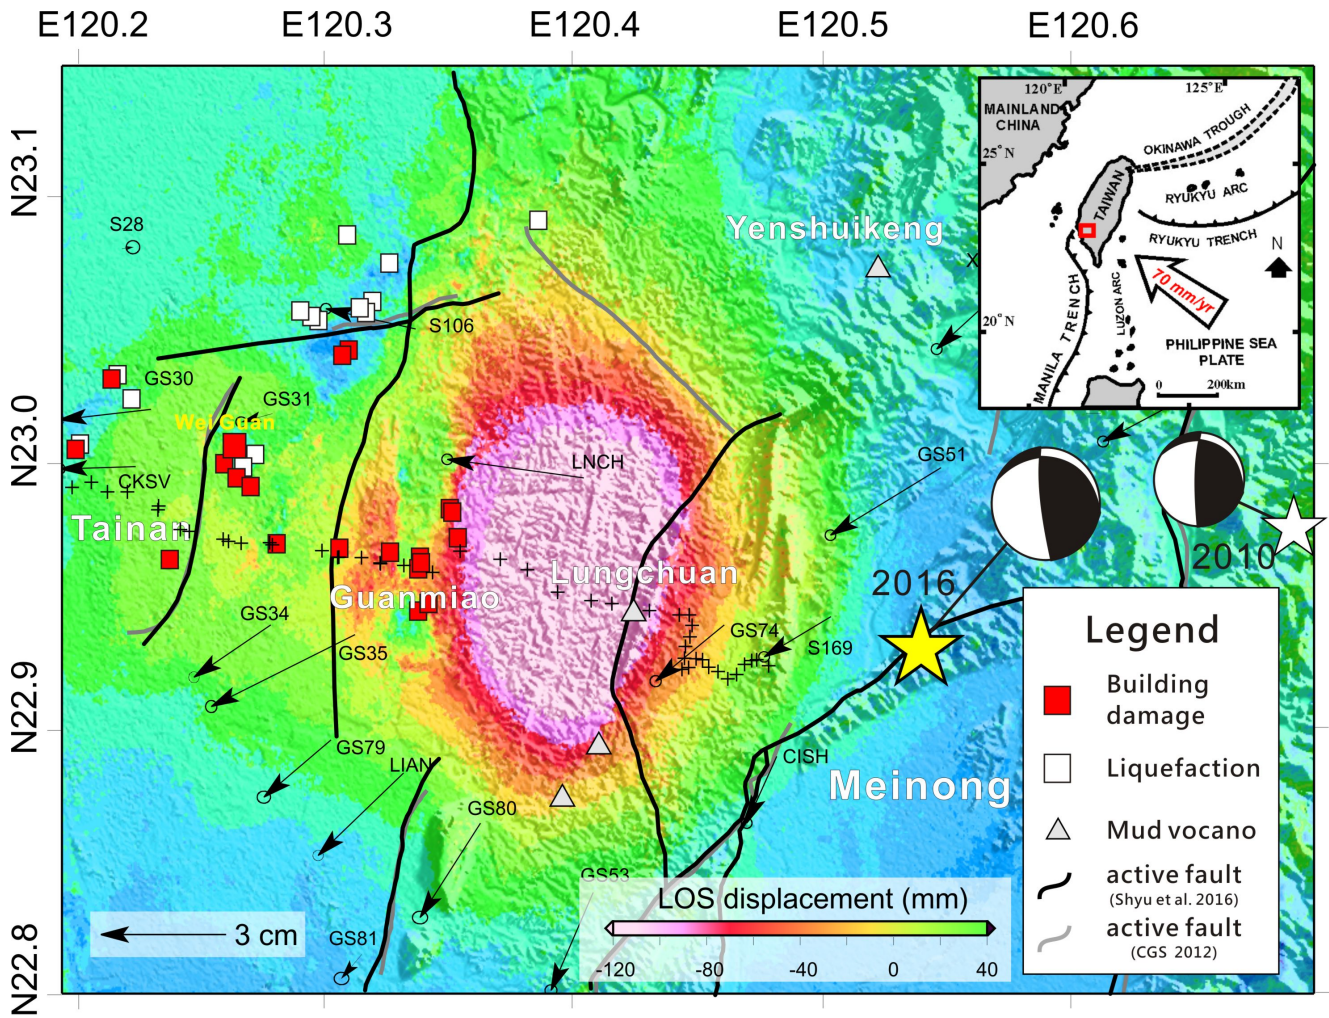 E120.2
E120.3
E120.4
E120.5
E120.6
N23.1
N23.0
N22.9
N22.8
S28
S106
GS30
GS31
Wei Guan
CKSV
Tainan
LNCH
Yenshuikeng
X
GS51
Guanmiao
Lungchuan
GS34
GS35
GS74
S169
2016
2010
GS79
LIAN
GS80
CISH
Meinong
GS53
GS81
3 cm
LOS displacement (mm)
-120
-80
-40
0
40
120°E
125°E
MAINLAND
CHINA
25°N
20°N
OKINAWA TROUGH
TAIWAN
RYUKYU ARC
RYUKYU TRENCH
N
70 mm/yr
LUZON ARC
MANILA TRENCH
PHILIPPINE SEA
PLATE
0
200km
Legend
Building
damage
Liquefaction
Mud vocano
active fault
(Shyu et al. 2016)
active fault
(CGS 2012)